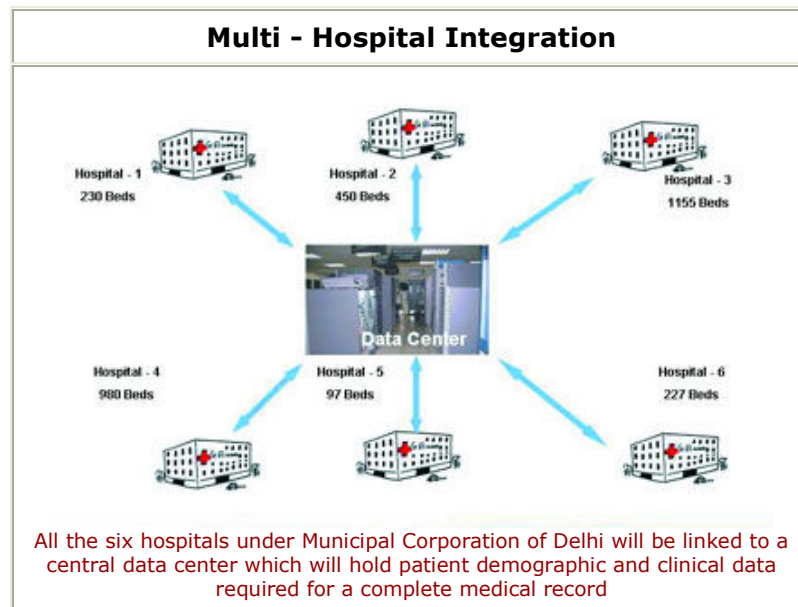 Multi - Hospital Integration
Hospital - 1
230 Beds
Hospital - 2
450 Beds
Hospital - 3
1155 Beds
Data Center
Hospital - 4
980 Beds
Hospital - 5
97 Beds
Hospital - 6
227 Beds
All the six hospitals under Municipal Corporation of Delhi will be linked to a
central data center which will hold patient demographic and clinical data
required for a complete medical record